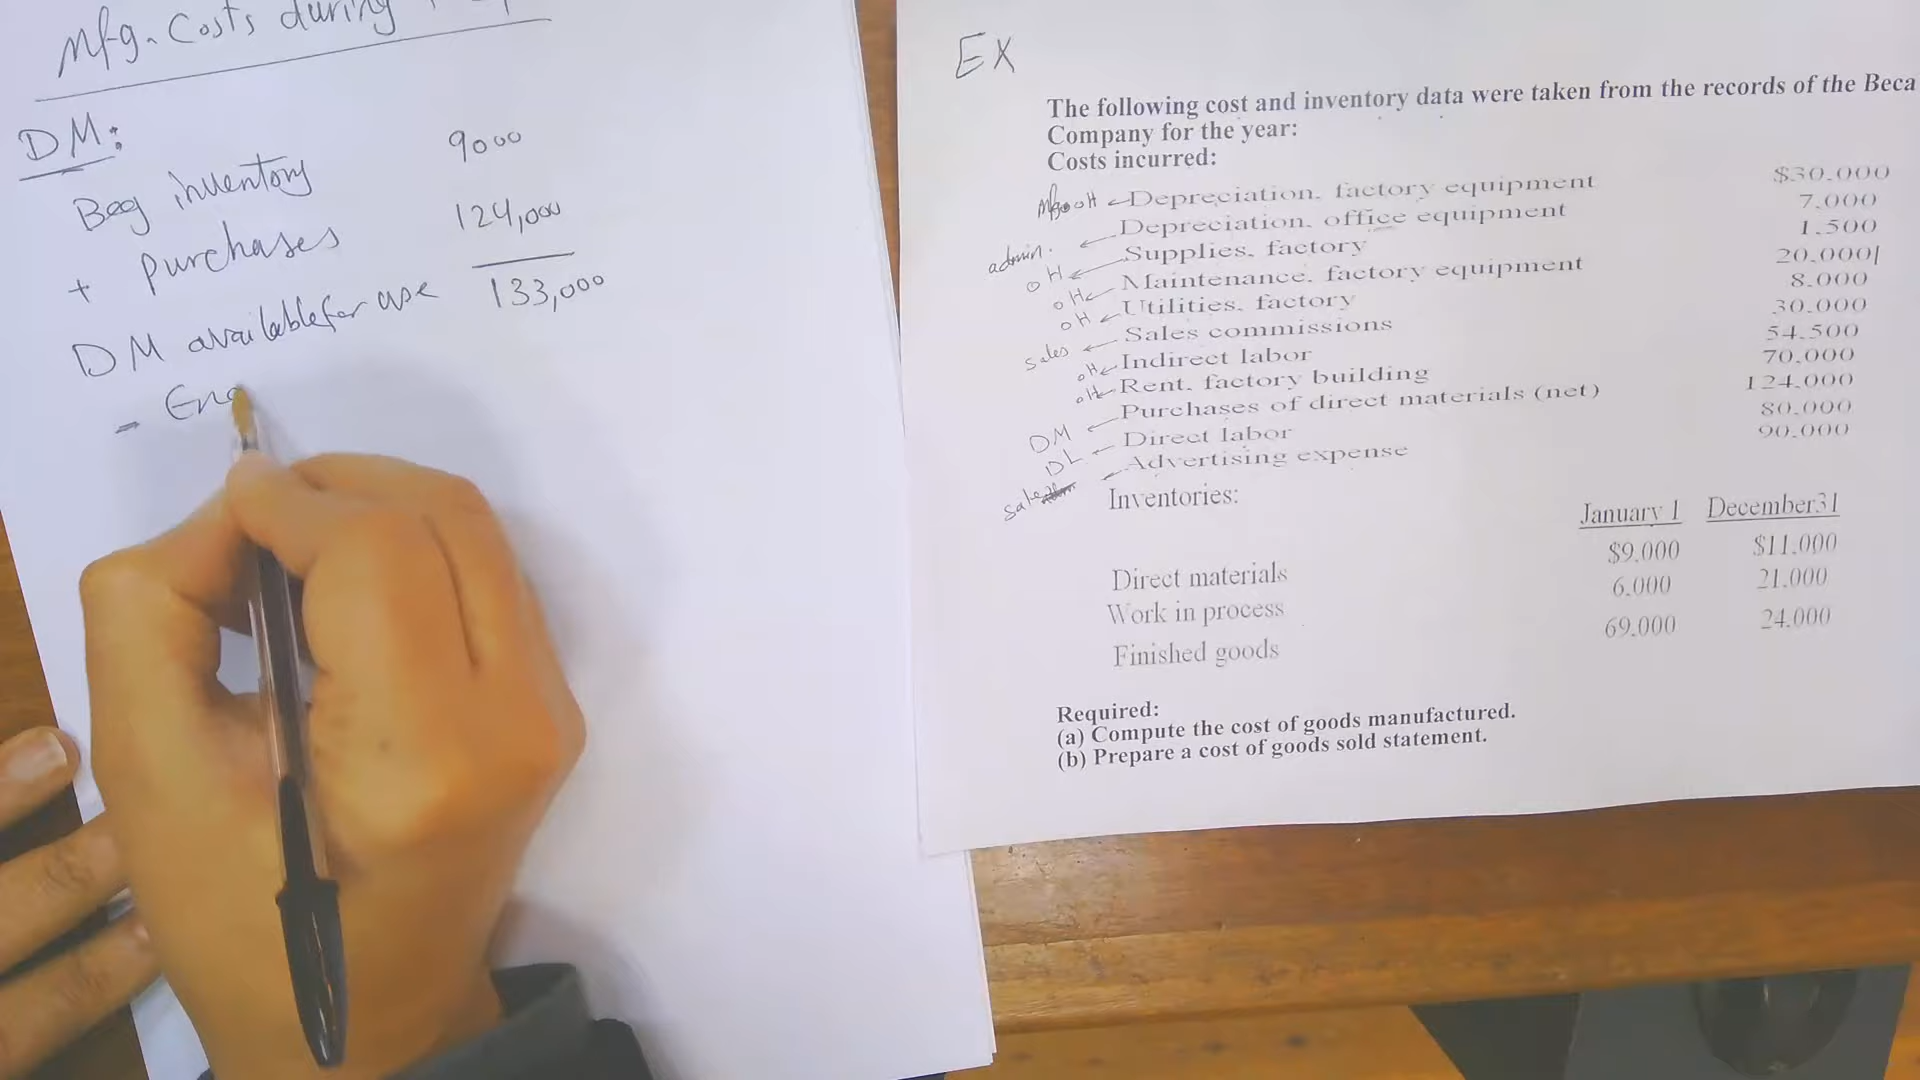 Mfg. Costs during
DM:
Beg inventory 9000
+ purchases 124,000
DM available for use 133,000
- End
EX
The following cost and inventory data were taken from the records of the Beca
Company for the year:
Costs incurred:
Mfg OH Depreciation, factory equipment $30.000
admin. Depreciation, office equipment 7.000
OH Supplies, factory 1.500
OH Maintenance, factory equipment 20.000
OH Utilities, factory 8.000
sales Sales commissions 30.000
OH Indirect labor 54.500
OH Rent, factory building 70.000
DM Purchases of direct materials (net) 124.000
DL Direct labor 80.000
sales Advertising expense 90.000
Inventories:
January 1 December31
Direct materials $9.000 $11.000
Work in process 6.000 21.000
Finished goods 69.000 24.000
Required:
(a) Compute the cost of goods manufactured.
(b) Prepare a cost of goods sold statement.